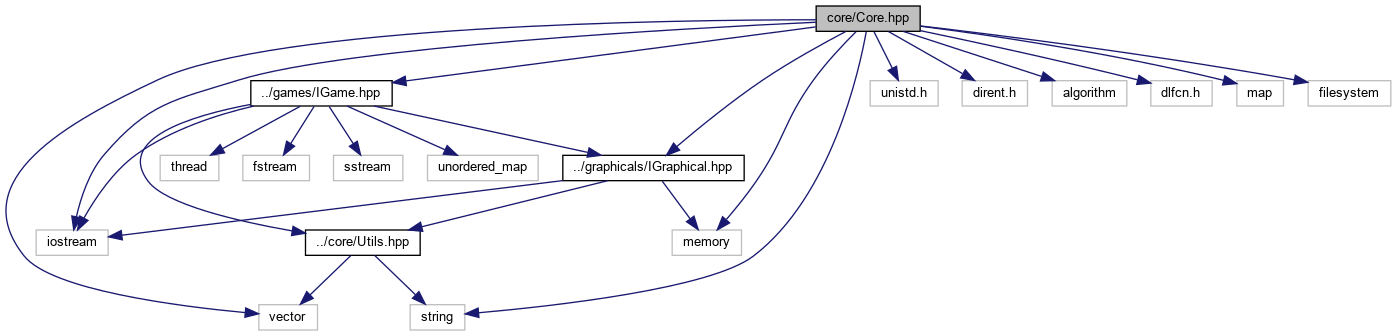 core/Core.hpp
../games/IGame.hpp
unistd.h
dirent.h
algorithm
dlfcn.h
map
filesystem
thread
fstream
sstream
unordered_map
../graphicals/IGraphical.hpp
iostream
../core/Utils.hpp
memory
vector
string